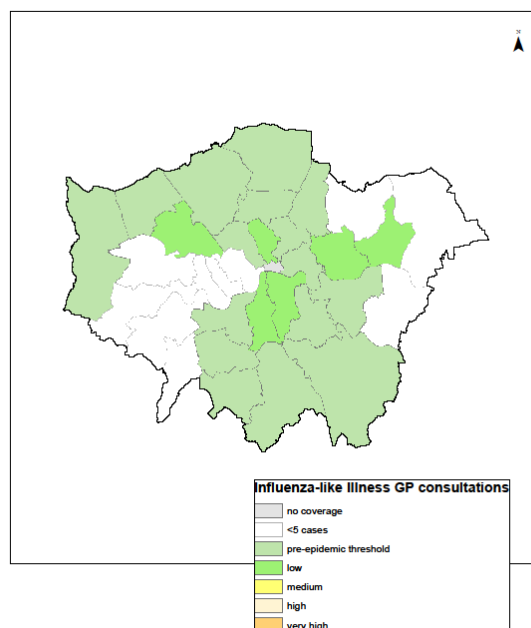 N
Influenza-like Illness GP consultations
no coverage
<5 cases
pre-epidemic threshold
low
medium
high
very high